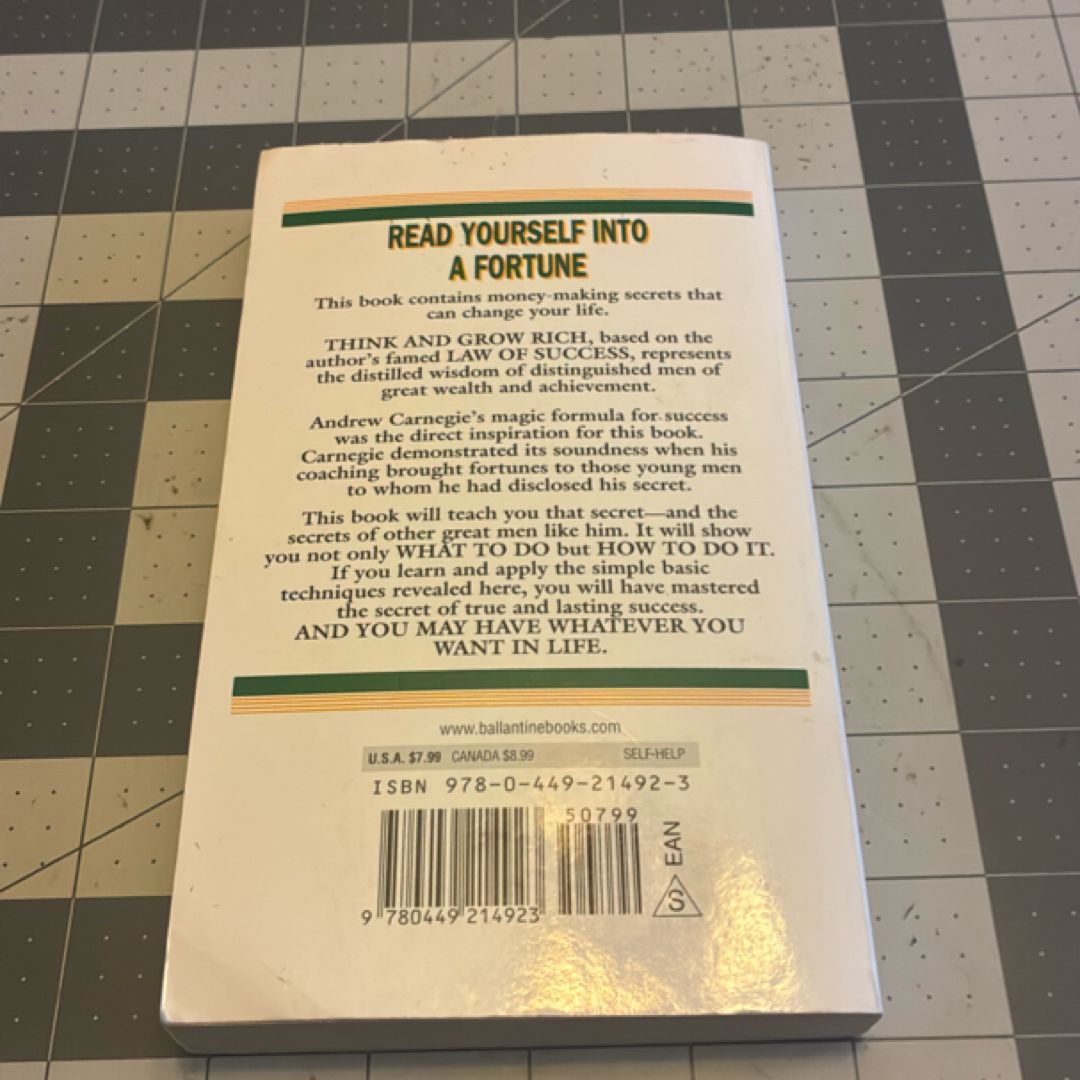 READ YOURSELF INTO
A FORTUNE
This book contains money-making secrets that
can change your life.
THINK AND GROW RICH, based on the
author's famed LAW OF SUCCESS, represents
the distilled wisdom of distinguished men of
great wealth and achievement.
Andrew Carnegie's magic formula for success
was the direct inspiration for this book.
Carnegie demonstrated its soundness when his
coaching brought fortunes to those young men
to whom he had disclosed his secret.
This book will teach you that secret—and the
secrets of other great men like him. It will show
you not only WHAT TO DO but HOW TO DO IT.
If you learn and apply the simple basic
techniques revealed here, you will have mastered
the secret of true and lasting success.
AND YOU MAY HAVE WHATEVER YOU
WANT IN LIFE.
www.ballantinebooks.com
U.S.A. $7.99 CANADA $8.99 SELF-HELP
ISBN 978-0-449-21492-3
50799
EAN
S
9 780449 214923